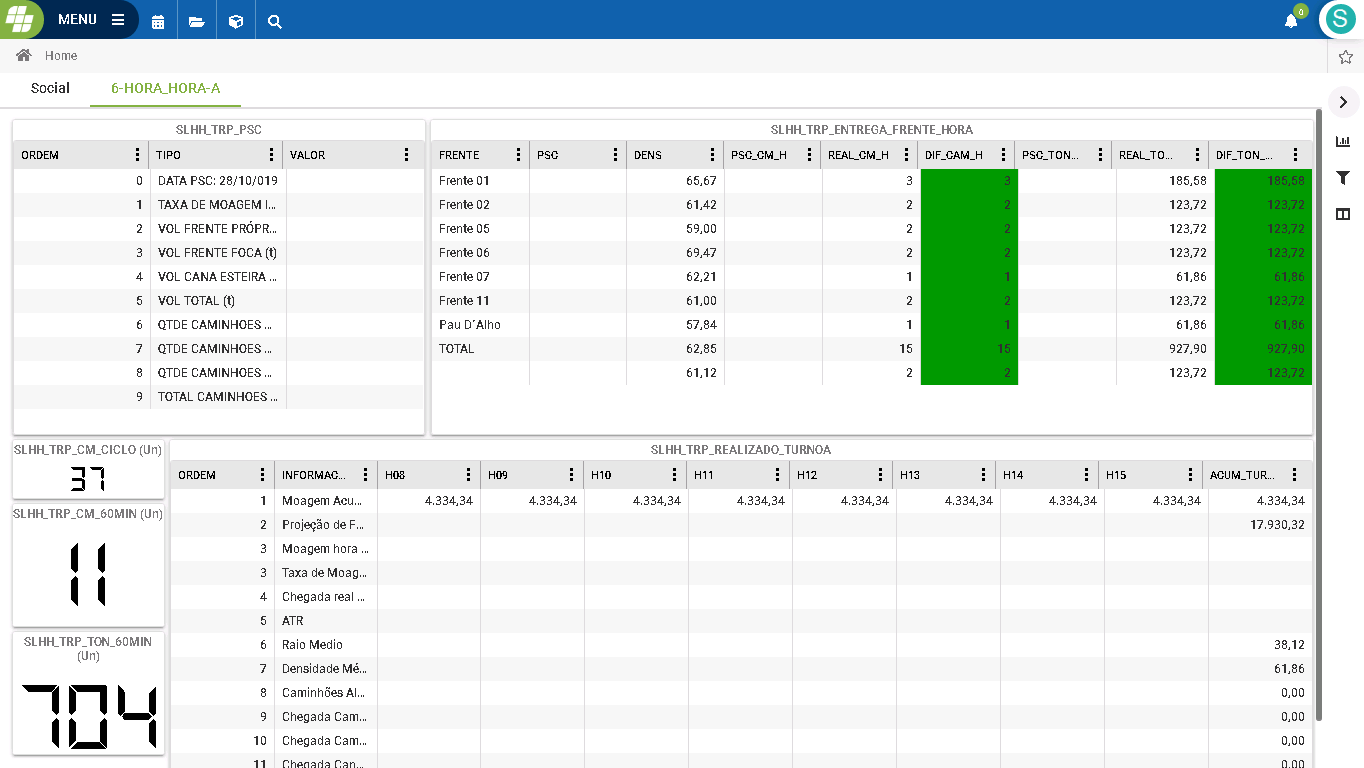 MENU
0
S
Home
Social 6-HORA_HORA-A
SLHH_TRP_PSC
ORDEM TIPO VALOR
0 DATA PSC: 28/10/019
1 TAXA DE MOAGEM I...
2 VOL FRENTE PRÓPR...
3 VOL FRENTE FOCA (t)
4 VOL CANA ESTEIRA ...
5 VOL TOTAL (t)
6 QTDE CAMINHOES ...
7 QTDE CAMINHOES ...
8 QTDE CAMINHOES ...
9 TOTAL CAMINHOES ...
SLHH_TRP_ENTREGA_FRENTE_HORA
FRENTE PSC DENS PSC_CM_H REAL_CM_H DIF_CAM_H PSC_TON... REAL_TO... DIF_TON_...
Frente 01 65,67 3 3 185,58 185,58
Frente 02 61,42 2 2 123,72 123,72
Frente 05 59,00 2 2 123,72 123,72
Frente 06 69,47 2 2 123,72 123,72
Frente 07 62,21 1 1 61,86 61,86
Frente 11 61,00 2 2 123,72 123,72
Pau D´Alho 57,84 1 1 61,86 61,86
TOTAL 62,85 15 15 927,90 927,90
61,12 2 2 123,72 123,72
SLHH_TRP_CM_CICLO (Un)
37
SLHH_TRP_CM_60MIN (Un)
11
SLHH_TRP_TON_60MIN
(Un)
704
SLHH_TRP_REALIZADO_TURNOA
ORDEM INFORMAC... H08 H09 H10 H11 H12 H13 H14 H15 ACUM_TUR...
1 Moagem Acu... 4.334,34 4.334,34 4.334,34 4.334,34 4.334,34 4.334,34 4.334,34 4.334,34 4.334,34
2 Projeção de F... 17.930,32
3 Moagem hora ...
3 Taxa de Moag...
4 Chegada real ...
5 ATR
6 Raio Medio 38,12
7 Densidade Mé... 61,86
8 Caminhões Al... 0,00
9 Chegada Cam... 0,00
10 Chegada Cam... 0,00
11 Chegada Can... 0,00